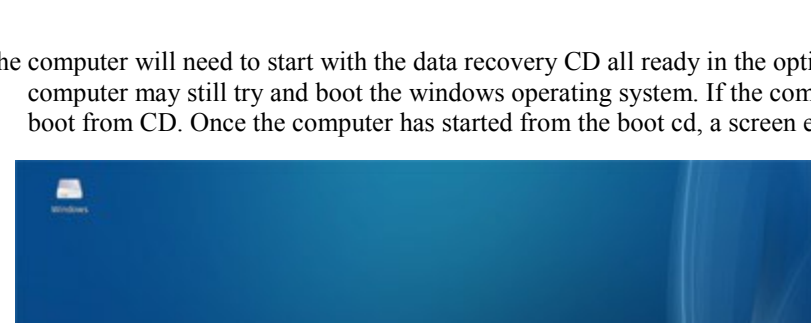 he computer will need to start with the data recovery CD all ready in the opti
computer may still try and boot the windows operating system. If the com
boot from CD. Once the computer has started from the boot cd, a screen e
Windows